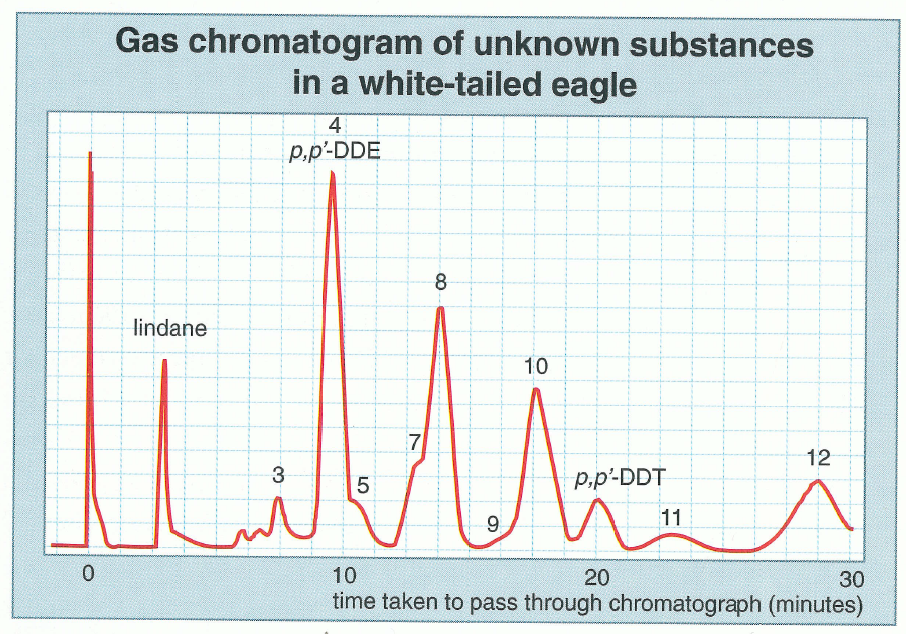 Gas chromatogram of unknown substances
in a white-tailed eagle
4
p,p'-DDE
8
lindane
10
7
3
5
p,p'-DDT
12
9
11
0
10
20
30
time taken to pass through chromatograph (minutes)